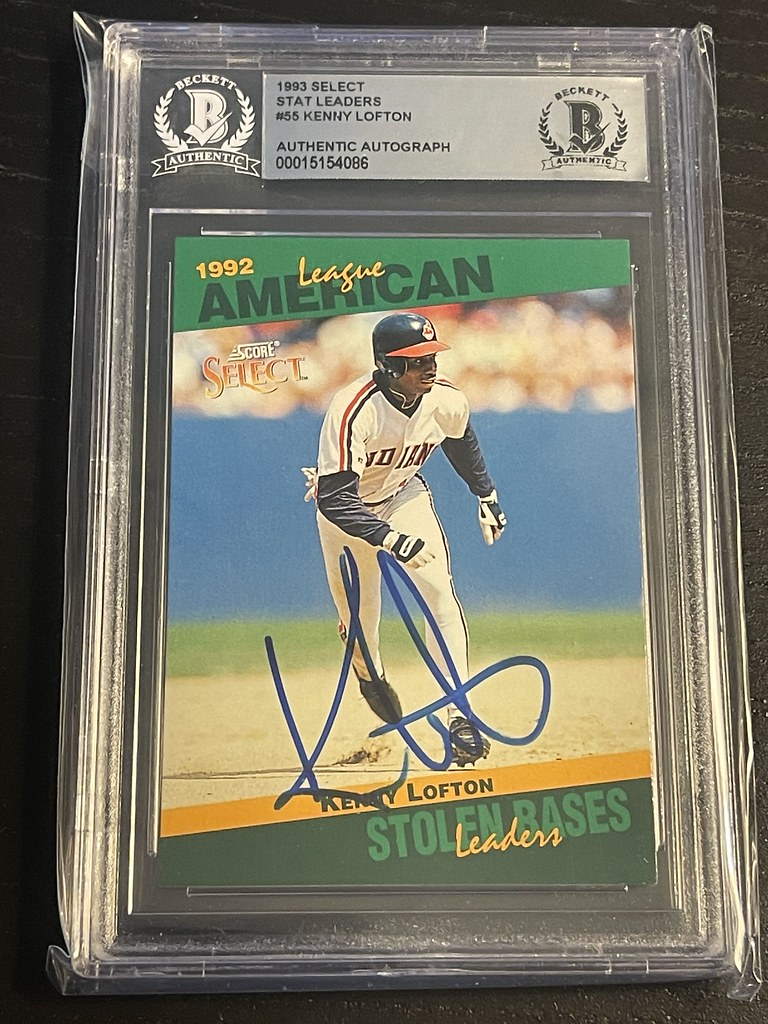 BECKETT
B
AUTHENTIC
1993 SELECT
STAT LEADERS
#55 KENNY LOFTON
AUTHENTIC AUTOGRAPH
00015154086
BECKETT
B
AUTHENTIC
1992 League
AMERICAN
SCORE®
SELECT™
INDIANS
KENNY LOFTON
STOLEN BASES
Leaders